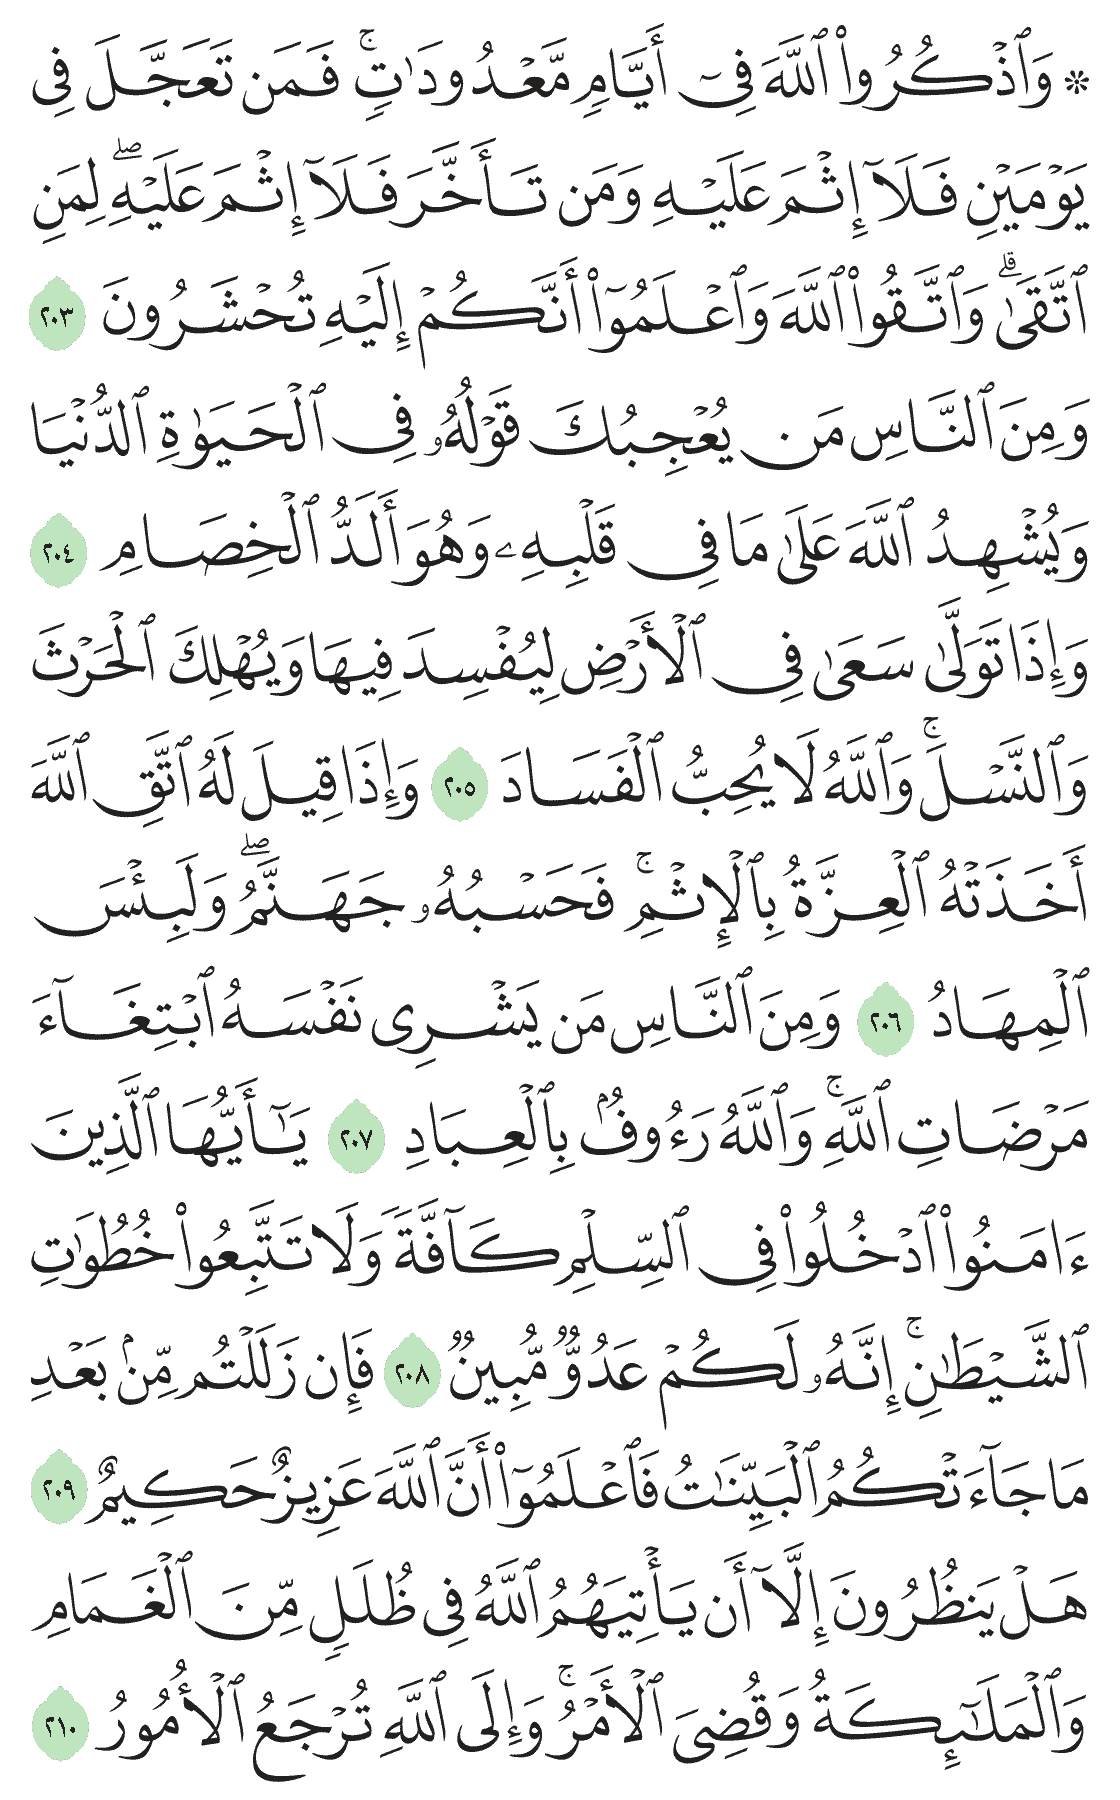 ۞ وَٱذْكُرُوا۟ ٱللَّهَ فِىٓ أَيَّامٍ مَّعْدُودَٰتٍ ۚ فَمَن تَعَجَّلَ فِى
يَوْمَيْنِ فَلَآ إِثْمَ عَلَيْهِ وَمَن تَأَخَّرَ فَلَآ إِثْمَ عَلَيْهِ ۖ لِمَنِ
ٱتَّقَىٰ ۗ وَٱتَّقُوا۟ ٱللَّهَ وَٱعْلَمُوٓا۟ أَنَّكُمْ إِلَيْهِ تُحْشَرُونَ ٢٠٣
وَمِنَ ٱلنَّاسِ مَن يُعْجِبُكَ قَوْلُهُۥ فِى ٱلْحَيَوٰةِ ٱلدُّنْيَا
وَيُشْهِدُ ٱللَّهَ عَلَىٰ مَا فِى قَلْبِهِۦ وَهُوَ أَلَدُّ ٱلْخِصَامِ ٢٠٤
وَإِذَا تَوَلَّىٰ سَعَىٰ فِى ٱلْأَرْضِ لِيُفْسِدَ فِيهَا وَيُهْلِكَ ٱلْحَرْثَ
وَٱلنَّسْلَ ۚ وَٱللَّهُ لَا يُحِبُّ ٱلْفَسَادَ ٢٠٥ وَإِذَا قِيلَ لَهُ ٱتَّقِ ٱللَّهَ
أَخَذَتْهُ ٱلْعِزَّةُ بِٱلْإِثْمِ ۚ فَحَسْبُهُۥ جَهَنَّمُ ۖ وَلَبِئْسَ
ٱلْمِهَادُ ٢٠٦ وَمِنَ ٱلنَّاسِ مَن يَشْرِى نَفْسَهُ ٱبْتِغَآءَ
مَرْضَاتِ ٱللَّهِ ۚ وَٱللَّهُ رَءُوفٌۢ بِٱلْعِبَادِ ٢٠٧ يَٰٓأَيُّهَا ٱلَّذِينَ
ءَامَنُوا۟ ٱدْخُلُوا۟ فِى ٱلسِّلْمِ كَآفَّةً وَلَا تَتَّبِعُوا۟ خُطُوَٰتِ
ٱلشَّيْطَٰنِ ۚ إِنَّهُۥ لَكُمْ عَدُوٌّ مُّبِينٌ ٢٠٨ فَإِن زَلَلْتُم مِّنۢ بَعْدِ
مَا جَآءَتْكُمُ ٱلْبَيِّنَٰتُ فَٱعْلَمُوٓا۟ أَنَّ ٱللَّهَ عَزِيزٌ حَكِيمٌ ٢٠٩
هَلْ يَنظُرُونَ إِلَّآ أَن يَأْتِيَهُمُ ٱللَّهُ فِى ظُلَلٍ مِّنَ ٱلْغَمَامِ
وَٱلْمَلَٰٓئِكَةُ وَقُضِىَ ٱلْأَمْرُ ۚ وَإِلَى ٱللَّهِ تُرْجَعُ ٱلْأُمُورُ ٢١٠